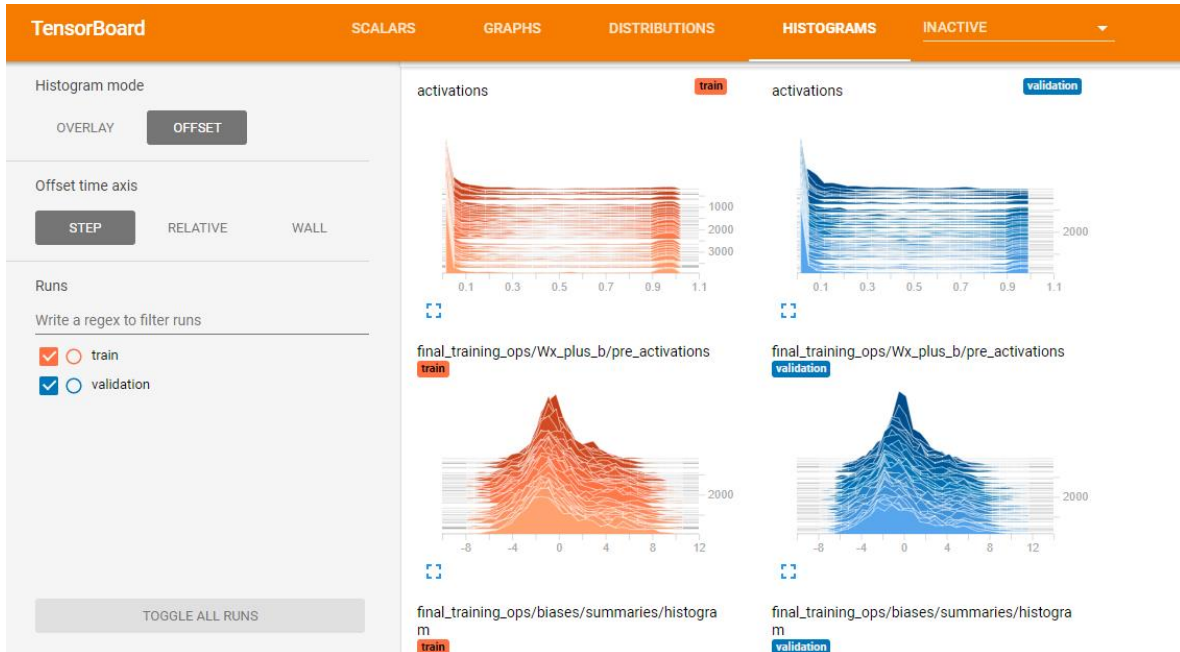 TensorBoard SCALARS GRAPHS DISTRIBUTIONS HISTOGRAMS INACTIVE
Histogram mode
OVERLAY OFFSET
Offset time axis
STEP RELATIVE WALL
Runs
Write a regex to filter runs
train
validation
TOGGLE ALL RUNS
activations train
1000
2000
3000
0.1 0.3 0.5 0.7 0.9 1.1
activations validation
2000
0.1 0.3 0.5 0.7 0.9 1.1
final_training_ops/Wx_plus_b/pre_activations
train
2000
-8 -4 0 4 8 12
final_training_ops/Wx_plus_b/pre_activations
validation
2000
-8 -4 0 4 8 12
final_training_ops/biases/summaries/histogra
m
train
final_training_ops/biases/summaries/histogra
m
validation